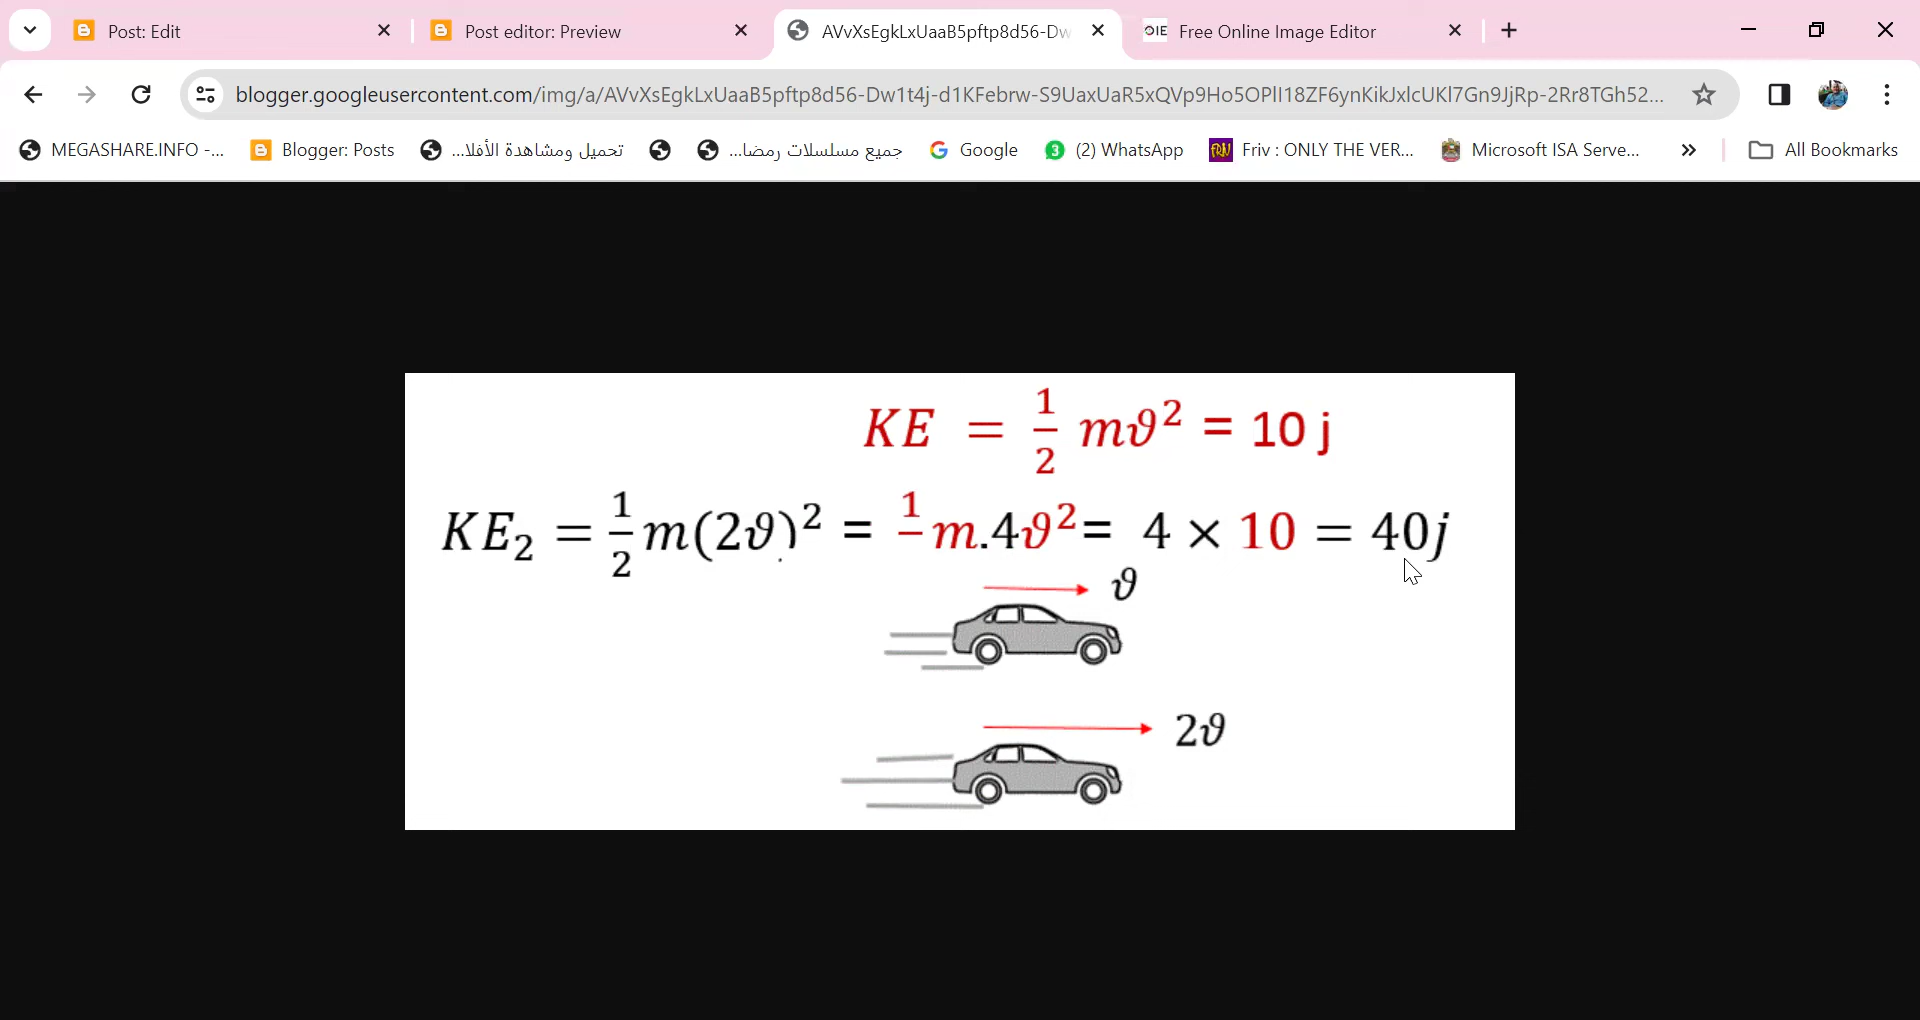 Post: Edit
Post editor: Preview
AVvXsEgkLxUaaB5pftp8d56-Dw
OIE Free Online Image Editor
blogger.googleusercontent.com/img/a/AVvXsEgkLxUaaB5pftp8d56-Dw1t4j-d1KFebrw-S9UaxUaR5xQVp9Ho5OPlI18ZF6ynKikJxlcUKl7Gn9JjRp-2Rr8TGh52...
MEGASHARE.INFO -...
Blogger: Posts
تحميل ومشاهدة الأفلا...
جميع مسلسلات رمضا...
Google
3 (2) WhatsApp
Friv : ONLY THE VER...
Microsoft ISA Serve...
All Bookmarks
KE = 1/2 mϑ² = 10 j
KE₂ = 1/2 m(2ϑ)² = 1 m.4ϑ² = 4 × 10 = 40j
ϑ
2ϑ